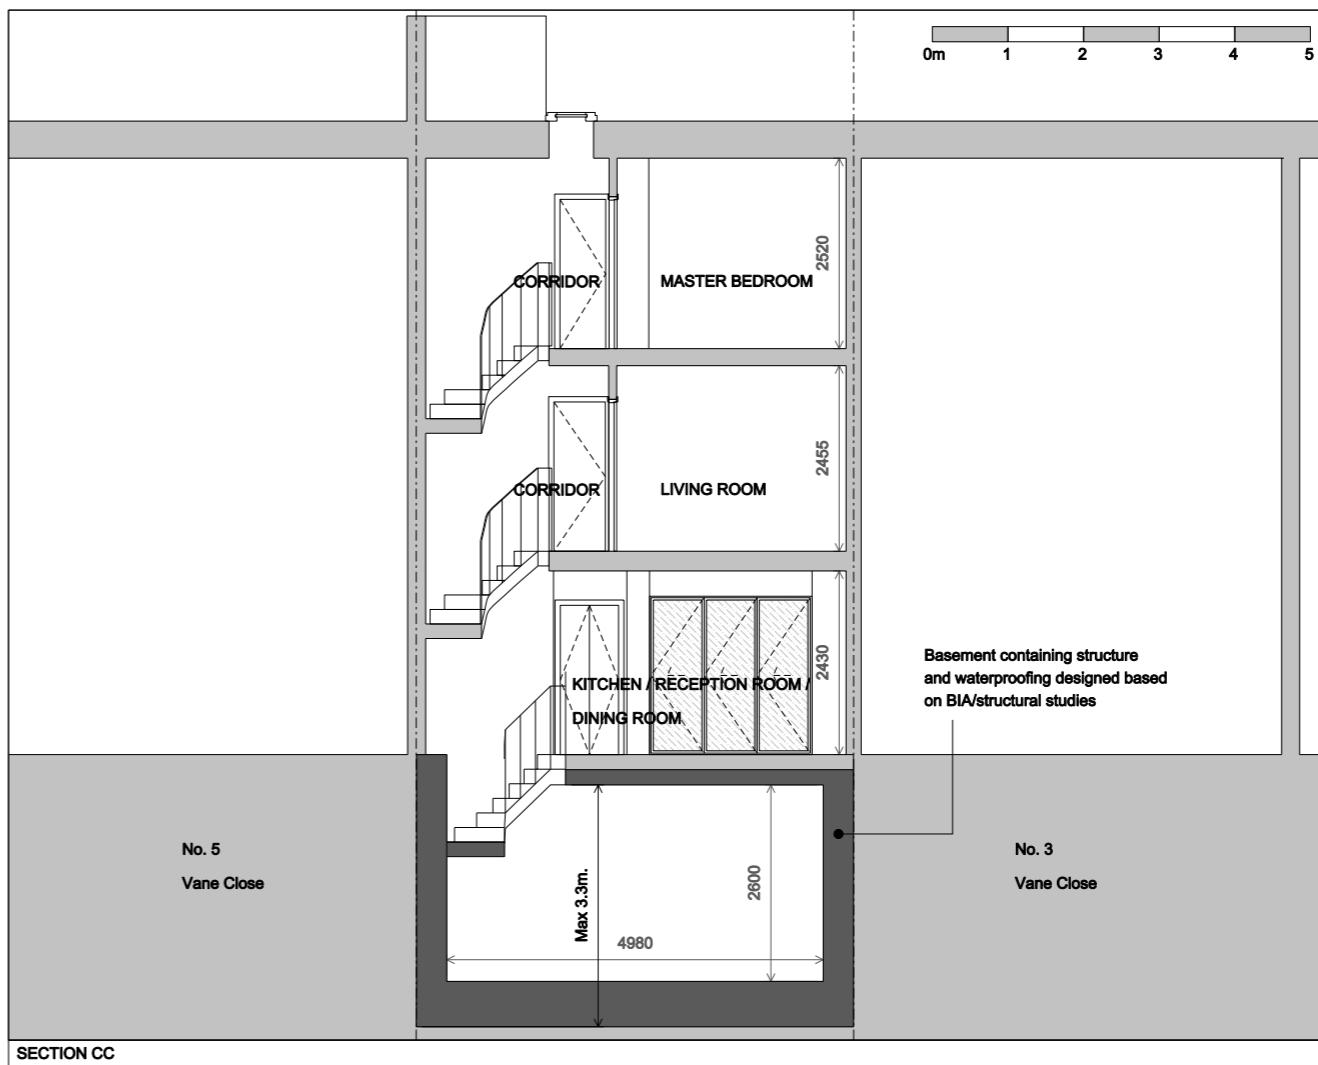 0m 1 2 3 4 5
2520
CORRIDOR MASTER BEDROOM
2455
CORRIDOR LIVING ROOM
2430
KITCHEN / RECEPTION ROOM /
DINING ROOM
Basement containing structure
and waterproofing designed based
on BIA/structural studies
No. 5
Vane Close
No. 3
Vane Close
2600
Max 3.3m.
4980
SECTION CC